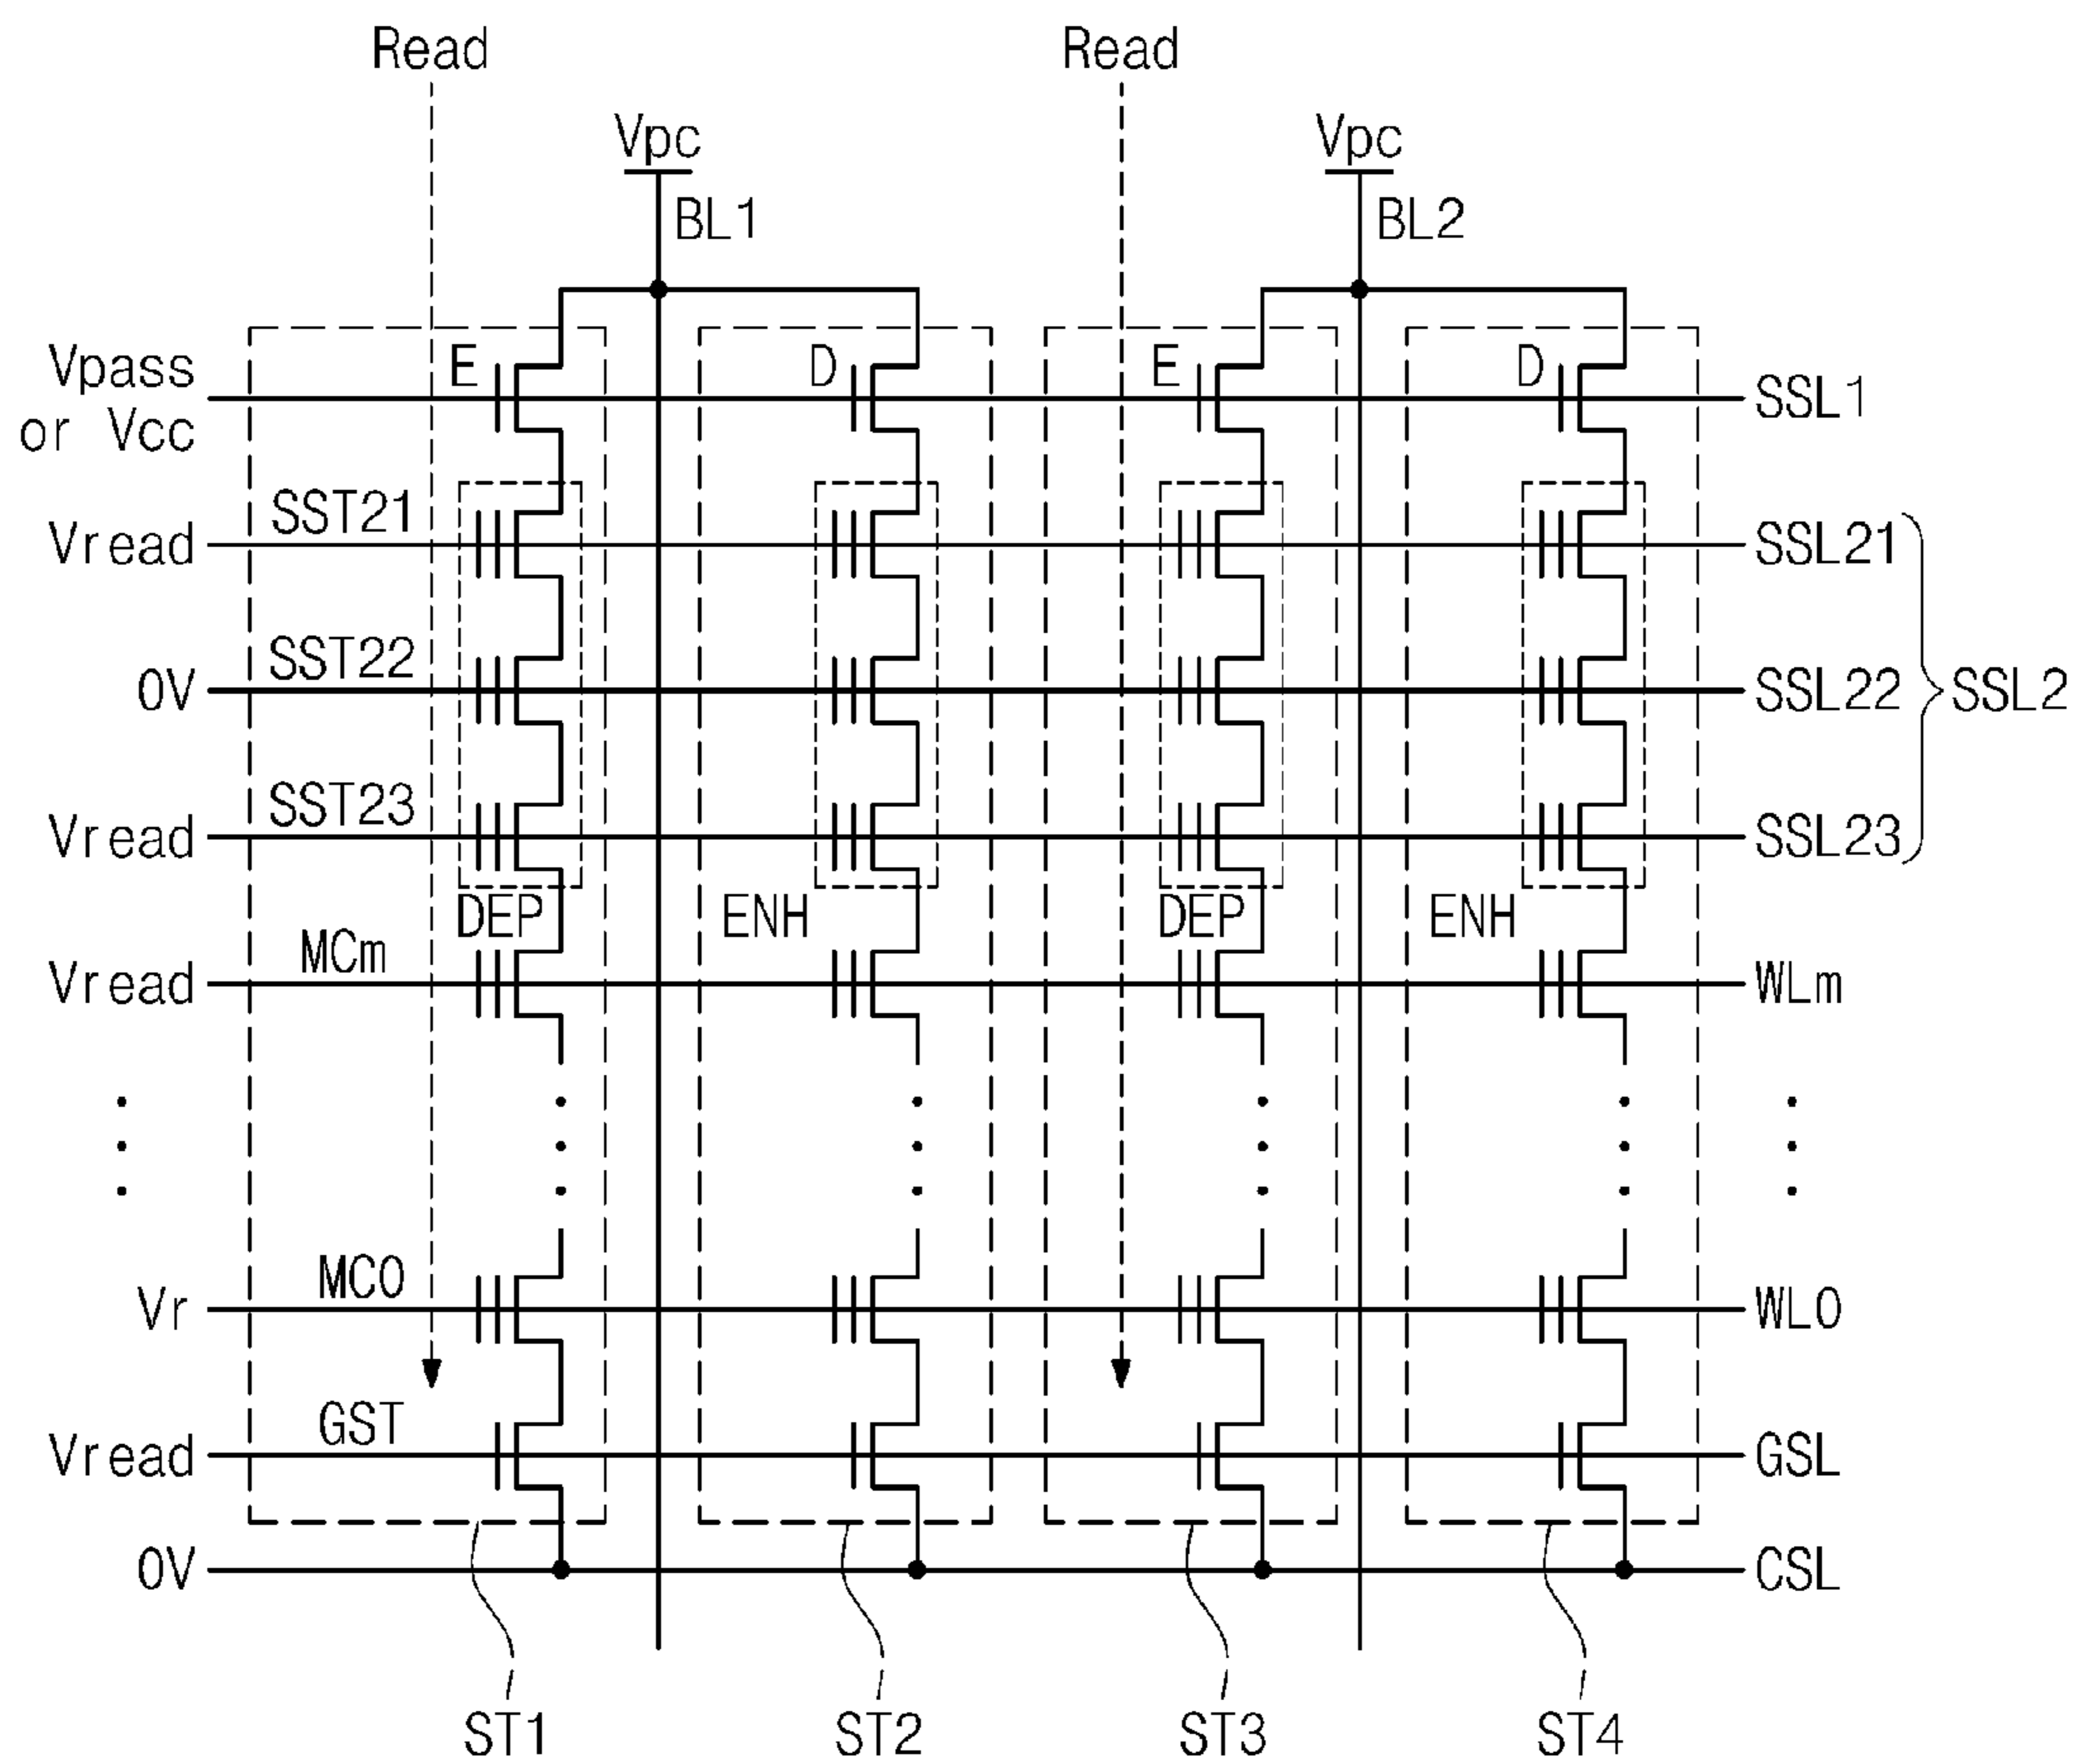 Read Read
Vpc Vpc
BL1 BL2
Vpass
or Vcc
E D E D SSL1
SST21
Vread SSL21
SST22
0V SSL22 SSL2
SST23
Vread SSL23
DEP ENH DEP ENH
MCm
Vread WLm
MC0
Vr WL0
GST
Vread GSL
0V CSL
ST1 ST2 ST3 ST4